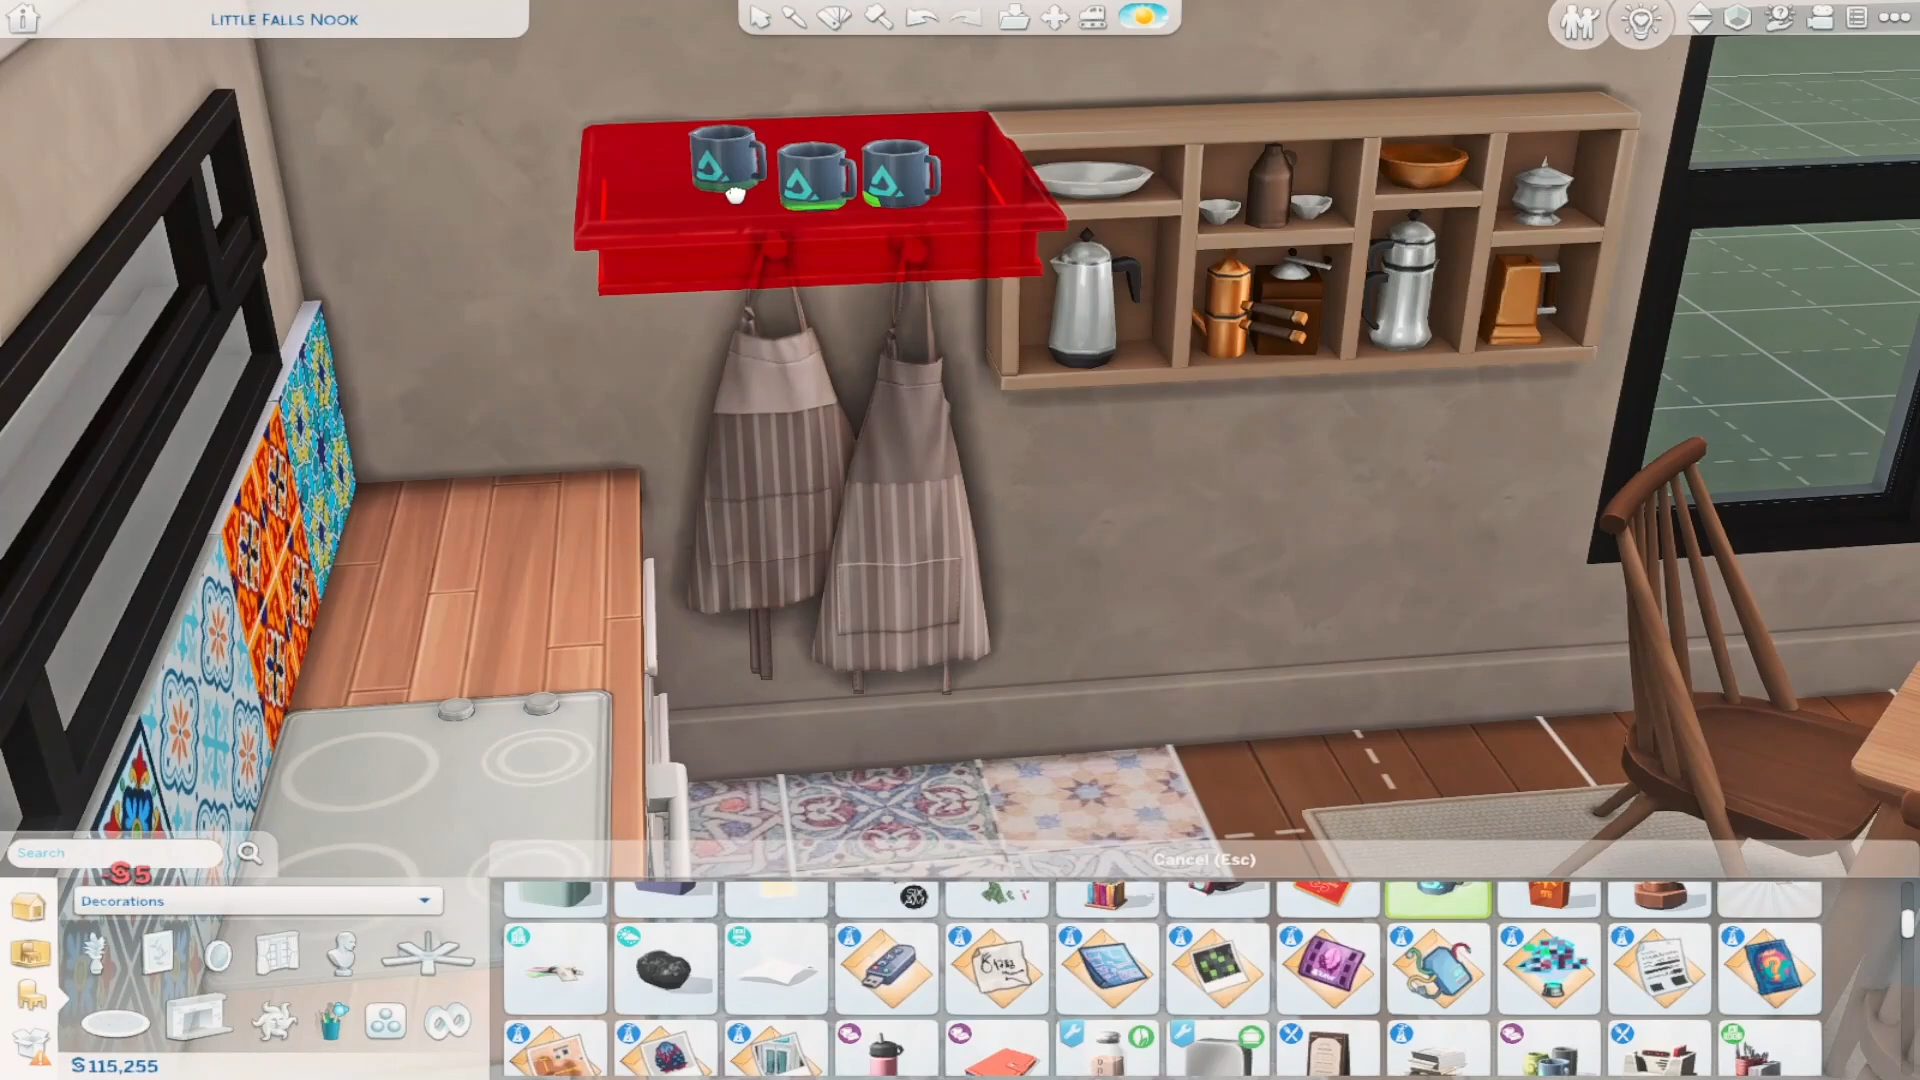 LITTLE FALLS NOOK
Cancel (Esc)
Search
-§5
Decorations
§115,255